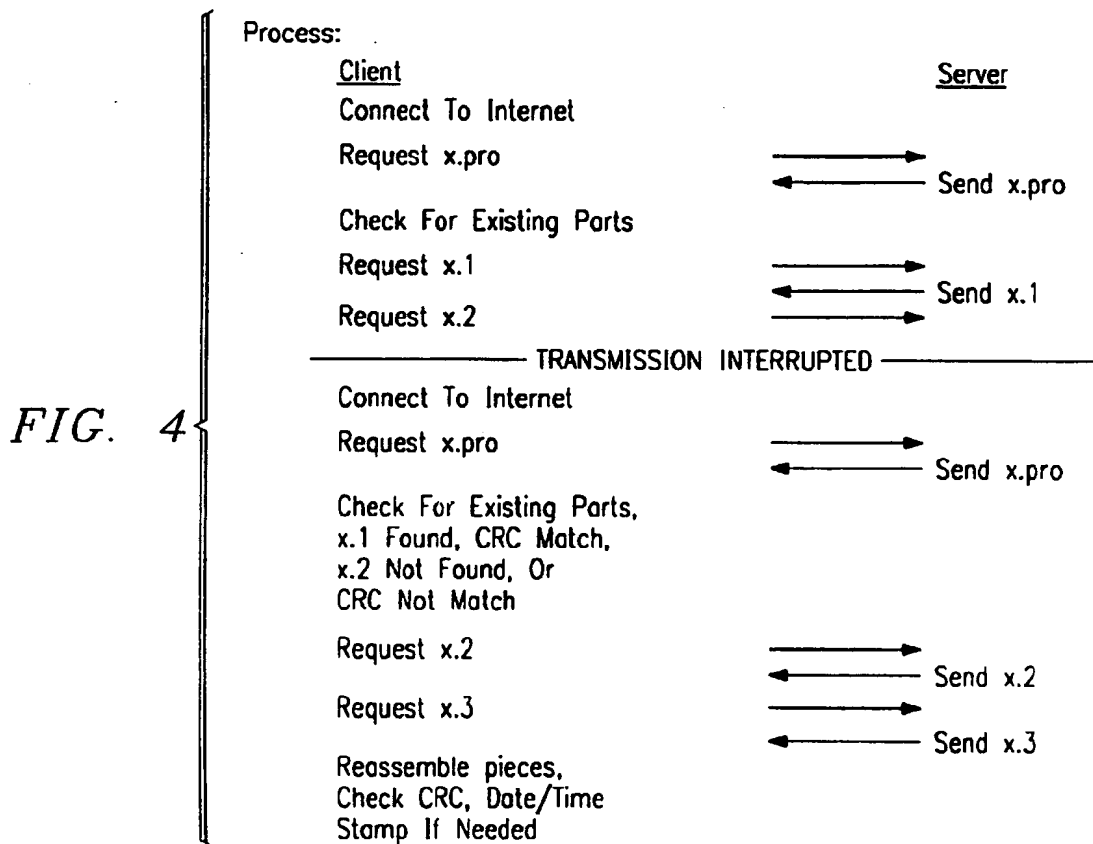 Process:
Client Server
Connect To Internet
Request x.pro
Send x.pro
Check For Existing Parts
Request x.1
Send x.1
Request x.2
TRANSMISSION INTERRUPTED
Connect To Internet
FIG. 4
Request x.pro
Send x.pro
Check For Existing Parts,
x.1 Found, CRC Match,
x.2 Not Found, Or
CRC Not Match
Request x.2
Send x.2
Request x.3
Send x.3
Reassemble pieces,
Check CRC, Date/Time
Stamp If Needed